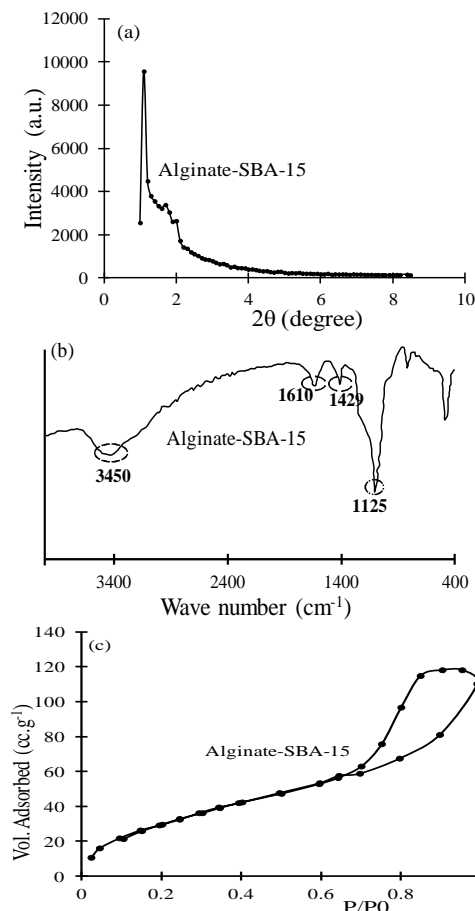 (a)
12000
10000
8000
6000
4000
2000
0
Intensity (a.u.)
Alginate-SBA-15
0 2 4 6 8 10
2θ (degree)
(b)
1610
1429
Alginate-SBA-15
3450
1125
3400 2400 1400 400
Wave number (cm⁻¹)
(c)
140
120
100
80
60
40
20
0
Vol. Adsorbed (cc.g⁻¹)
Alginate-SBA-15
0 0.2 0.4 0.6 0.8
P/P0